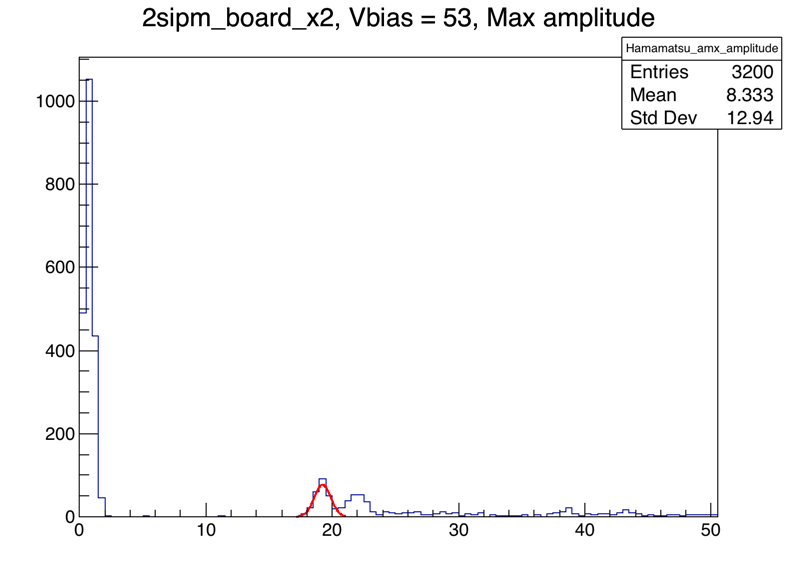 2sipm_board_x2, Vbias = 53, Max amplitude
Hamamatsu_amx_amplitude
Entries 3200
Mean 8.333
Std Dev 12.94
1000
800
600
400
200
0
0 10 20 30 40 50